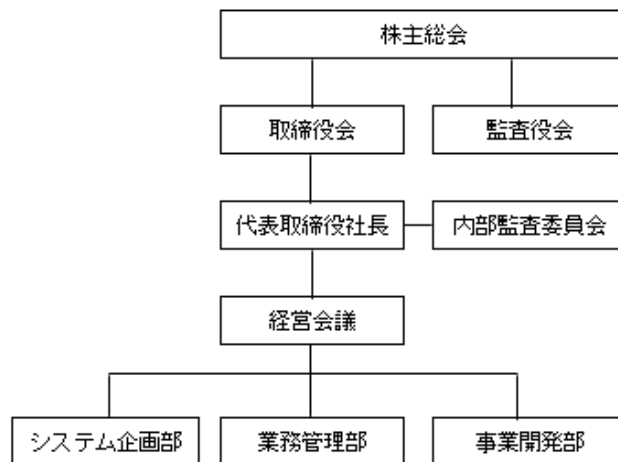 株主総会
取締役会
監査役会
代表取締役社長
内部監査委員会
経営会議
システム企画部
業務管理部
事業開発部